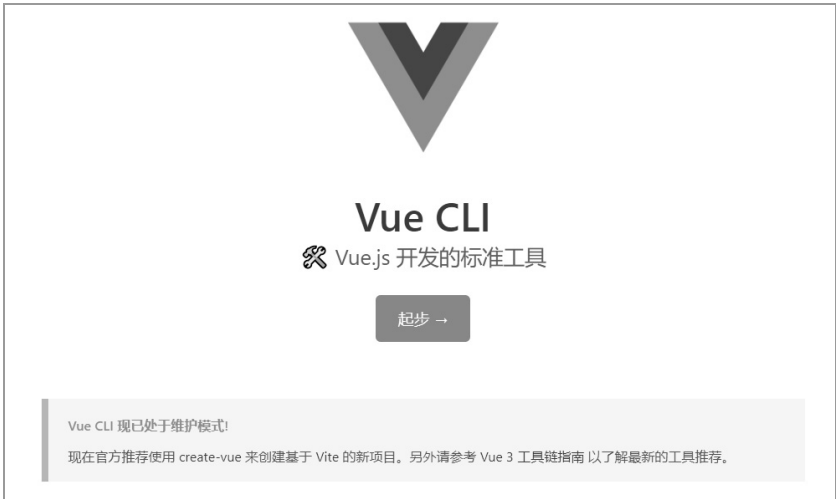 Vue CLI
🛠️ Vue.js 开发的标准工具
起步 →
Vue CLI 现已处于维护模式!
现在官方推荐使用 create-vue 来创建基于 Vite 的新项目。另外请参考 Vue 3 工具链指南 以了解最新的工具推荐。